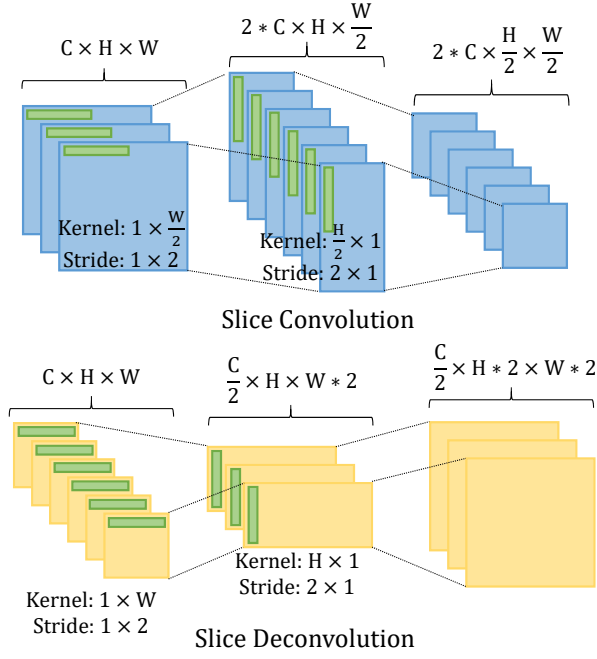 C × H × W
2 ∗ C × H × W/2
2 ∗ C × H/2 × W/2
Kernel: 1 × W/2
Stride: 1 × 2
Kernel: H/2 × 1
Stride: 2 × 1
Slice Convolution
C × H × W
C/2 × H × W ∗ 2
C/2 × H ∗ 2 × W ∗ 2
Kernel: 1 × W
Stride: 1 × 2
Kernel: H × 1
Stride: 2 × 1
Slice Deconvolution